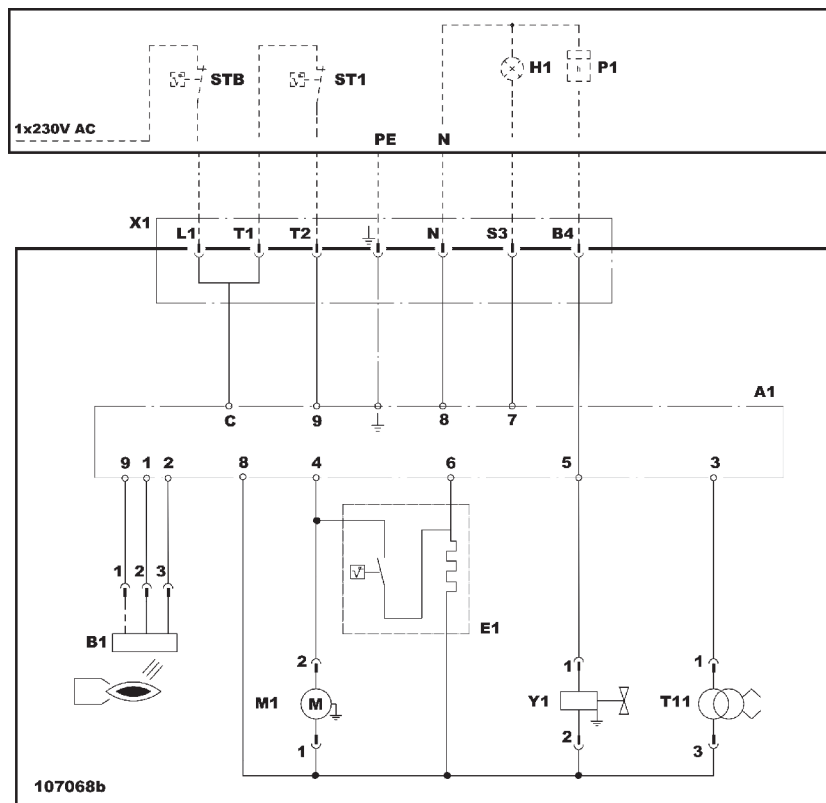 STB ST1 H1 P1
1x230V AC
PE N
X1
L1 T1 T2 N S3 B4
A1
C 9 8 7
9 1 2 8 4 6 5 3
1 2 3
E1
B1
2 1 1
M1 M Y1 T11
1 2 3
107068b